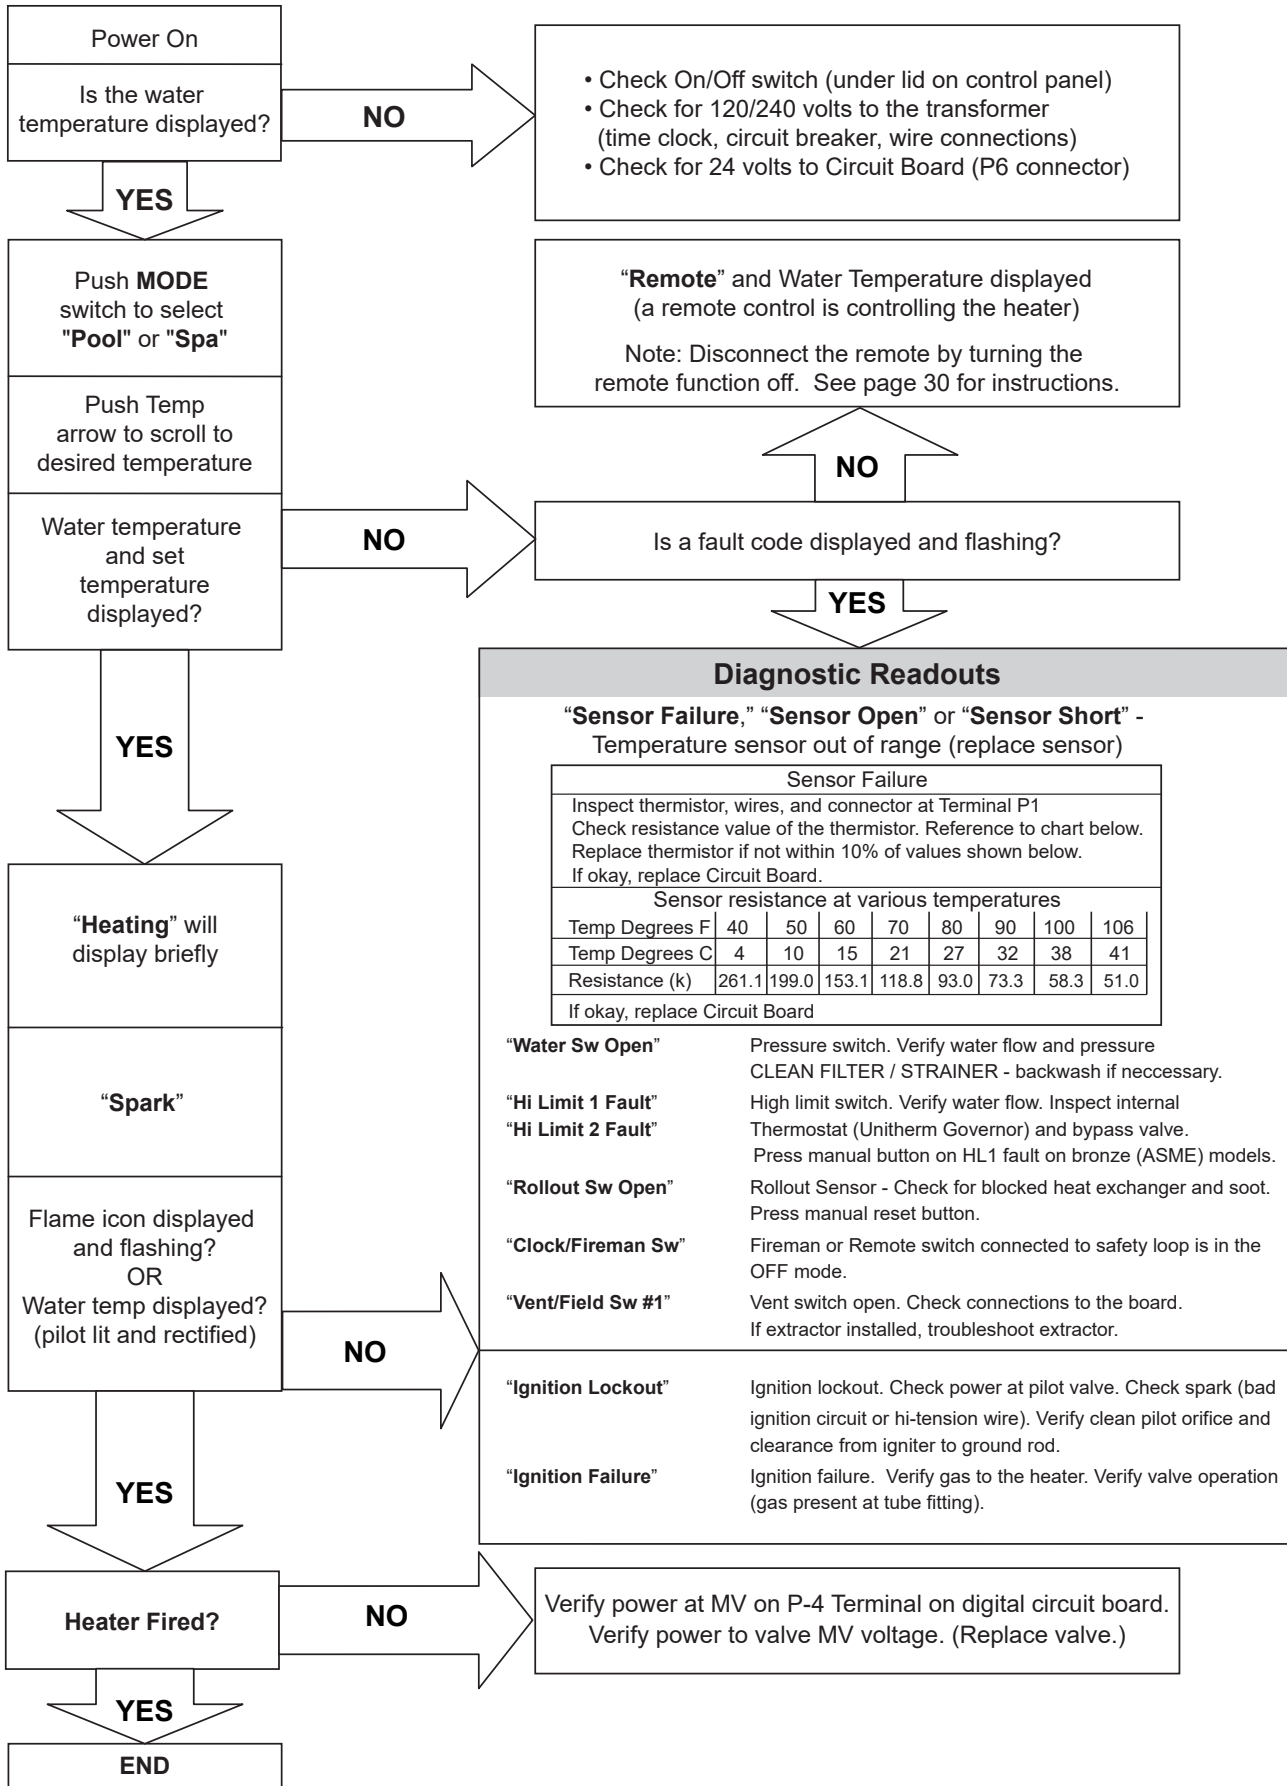 Power On
Is the water
temperature displayed?
NO
• Check On/Off switch (under lid on control panel)
• Check for 120/240 volts to the transformer
(time clock, circuit breaker, wire connections)
• Check for 24 volts to Circuit Board (P6 connector)
YES
Push MODE
switch to select
"Pool" or "Spa"
Push Temp
arrow to scroll to
desired temperature
Water temperature
and set
temperature
displayed?
NO
Is a fault code displayed and flashing?
NO
“Remote” and Water Temperature displayed
(a remote control is controlling the heater)
Note: Disconnect the remote by turning the
remote function off. See page 30 for instructions.
YES
Diagnostic Readouts
“Sensor Failure,” “Sensor Open” or “Sensor Short” -
Temperature sensor out of range (replace sensor)
Sensor Failure
Inspect thermistor, wires, and connector at Terminal P1
Check resistance value of the thermistor. Reference to chart below.
Replace thermistor if not within 10% of values shown below.
If okay, replace Circuit Board.
Sensor resistance at various temperatures
Temp Degrees F 40 50 60 70 80 90 100 106
Temp Degrees C 4 10 15 21 27 32 38 41
Resistance (k) 261.1 199.0 153.1 118.8 93.0 73.3 58.3 51.0
If okay, replace Circuit Board
“Water Sw Open” Pressure switch. Verify water flow and pressure
CLEAN FILTER / STRAINER - backwash if neccessary.
“Hi Limit 1 Fault” High limit switch. Verify water flow. Inspect internal
“Hi Limit 2 Fault” Thermostat (Unitherm Governor) and bypass valve.
Press manual button on HL1 fault on bronze (ASME) models.
“Rollout Sw Open” Rollout Sensor - Check for blocked heat exchanger and soot.
Press manual reset button.
“Clock/Fireman Sw” Fireman or Remote switch connected to safety loop is in the
OFF mode.
“Vent/Field Sw #1” Vent switch open. Check connections to the board.
If extractor installed, troubleshoot extractor.
“Ignition Lockout” Ignition lockout. Check power at pilot valve. Check spark (bad
ignition circuit or hi-tension wire). Verify clean pilot orifice and
clearance from igniter to ground rod.
“Ignition Failure” Ignition failure. Verify gas to the heater. Verify valve operation
(gas present at tube fitting).
YES
“Heating” will
display briefly
“Spark”
Flame icon displayed
and flashing?
OR
Water temp displayed?
(pilot lit and rectified)
NO
YES
Heater Fired?
NO
Verify power at MV on P-4 Terminal on digital circuit board.
Verify power to valve MV voltage. (Replace valve.)
YES
END